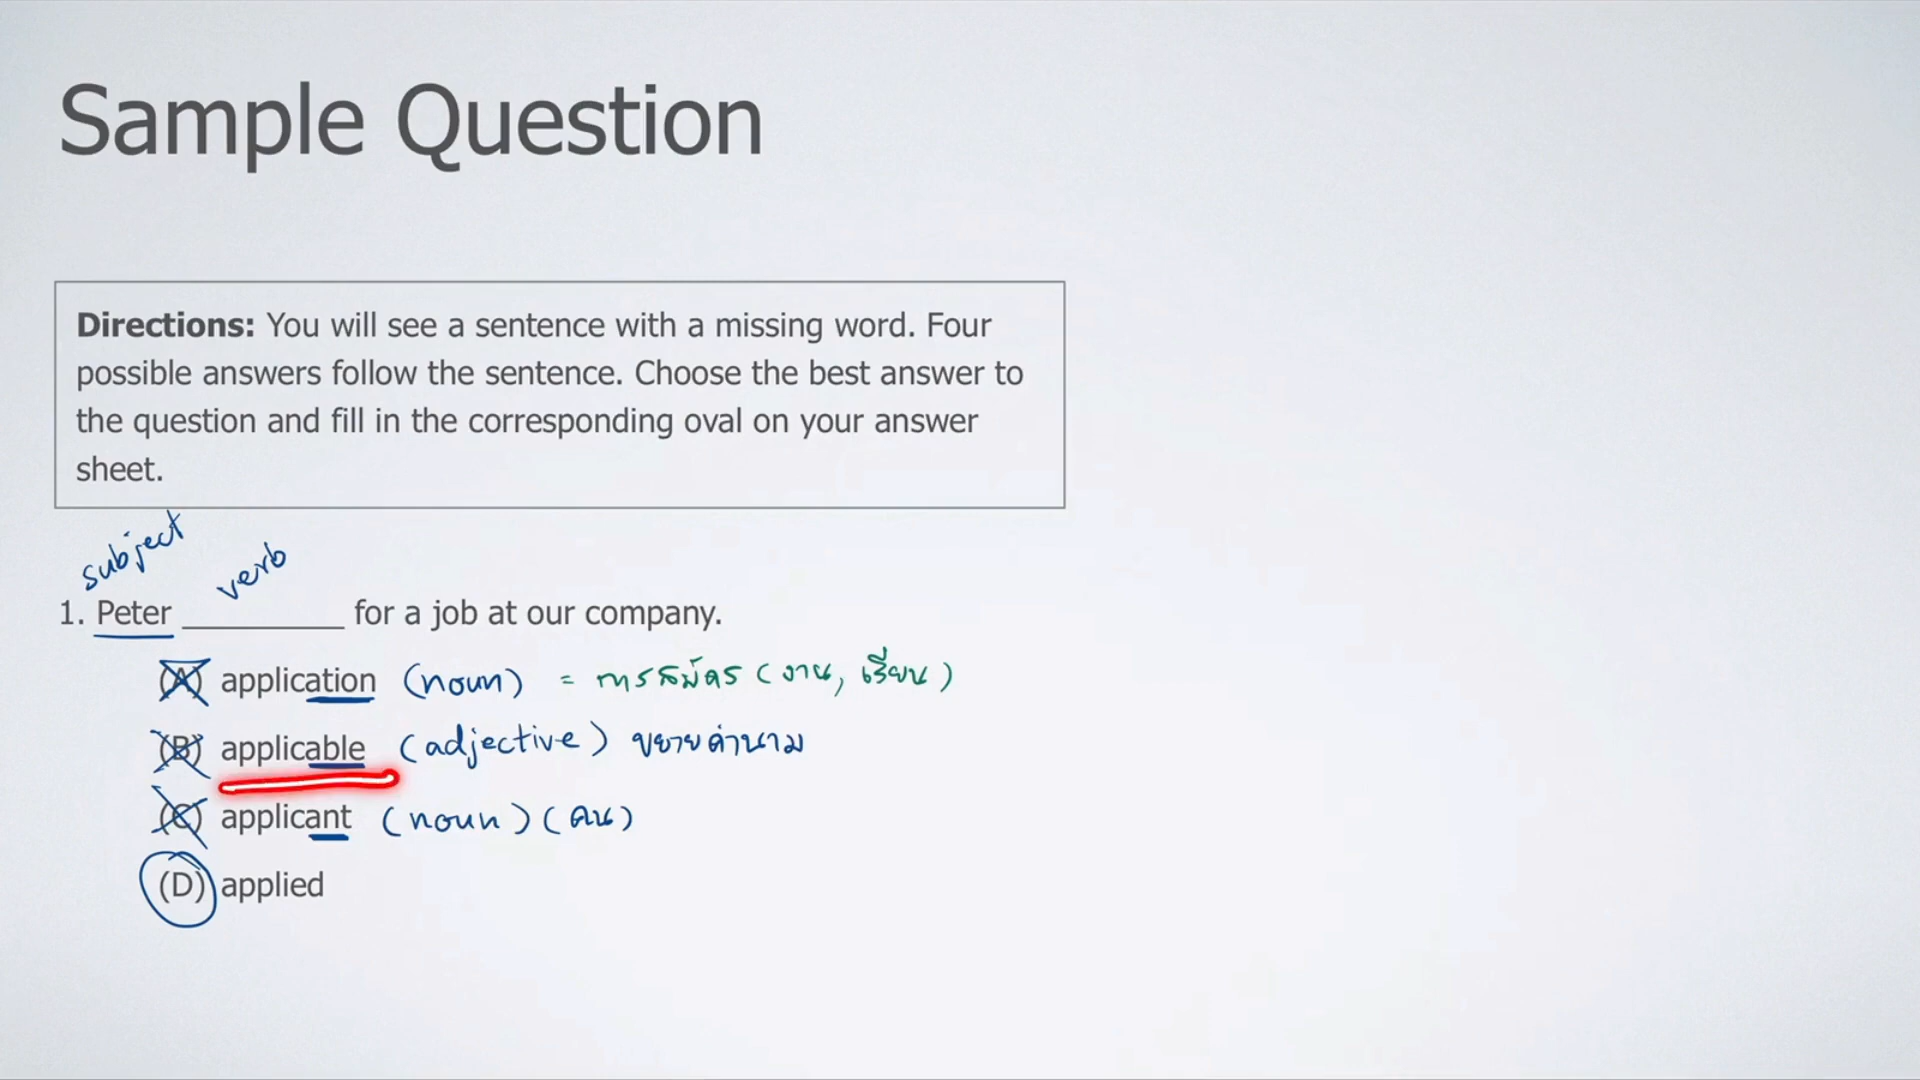 Sample Question
Directions: You will see a sentence with a missing word. Four
possible answers follow the sentence. Choose the best answer to
the question and fill in the corresponding oval on your answer
sheet.
subject
verb
1. Peter __________ for a job at our company.
(A) application (noun) = การสมัคร (งาน, เรียน)
(B) applicable (adjective) ขยายคำนาม
(C) applicant (noun) (คน)
(D) applied